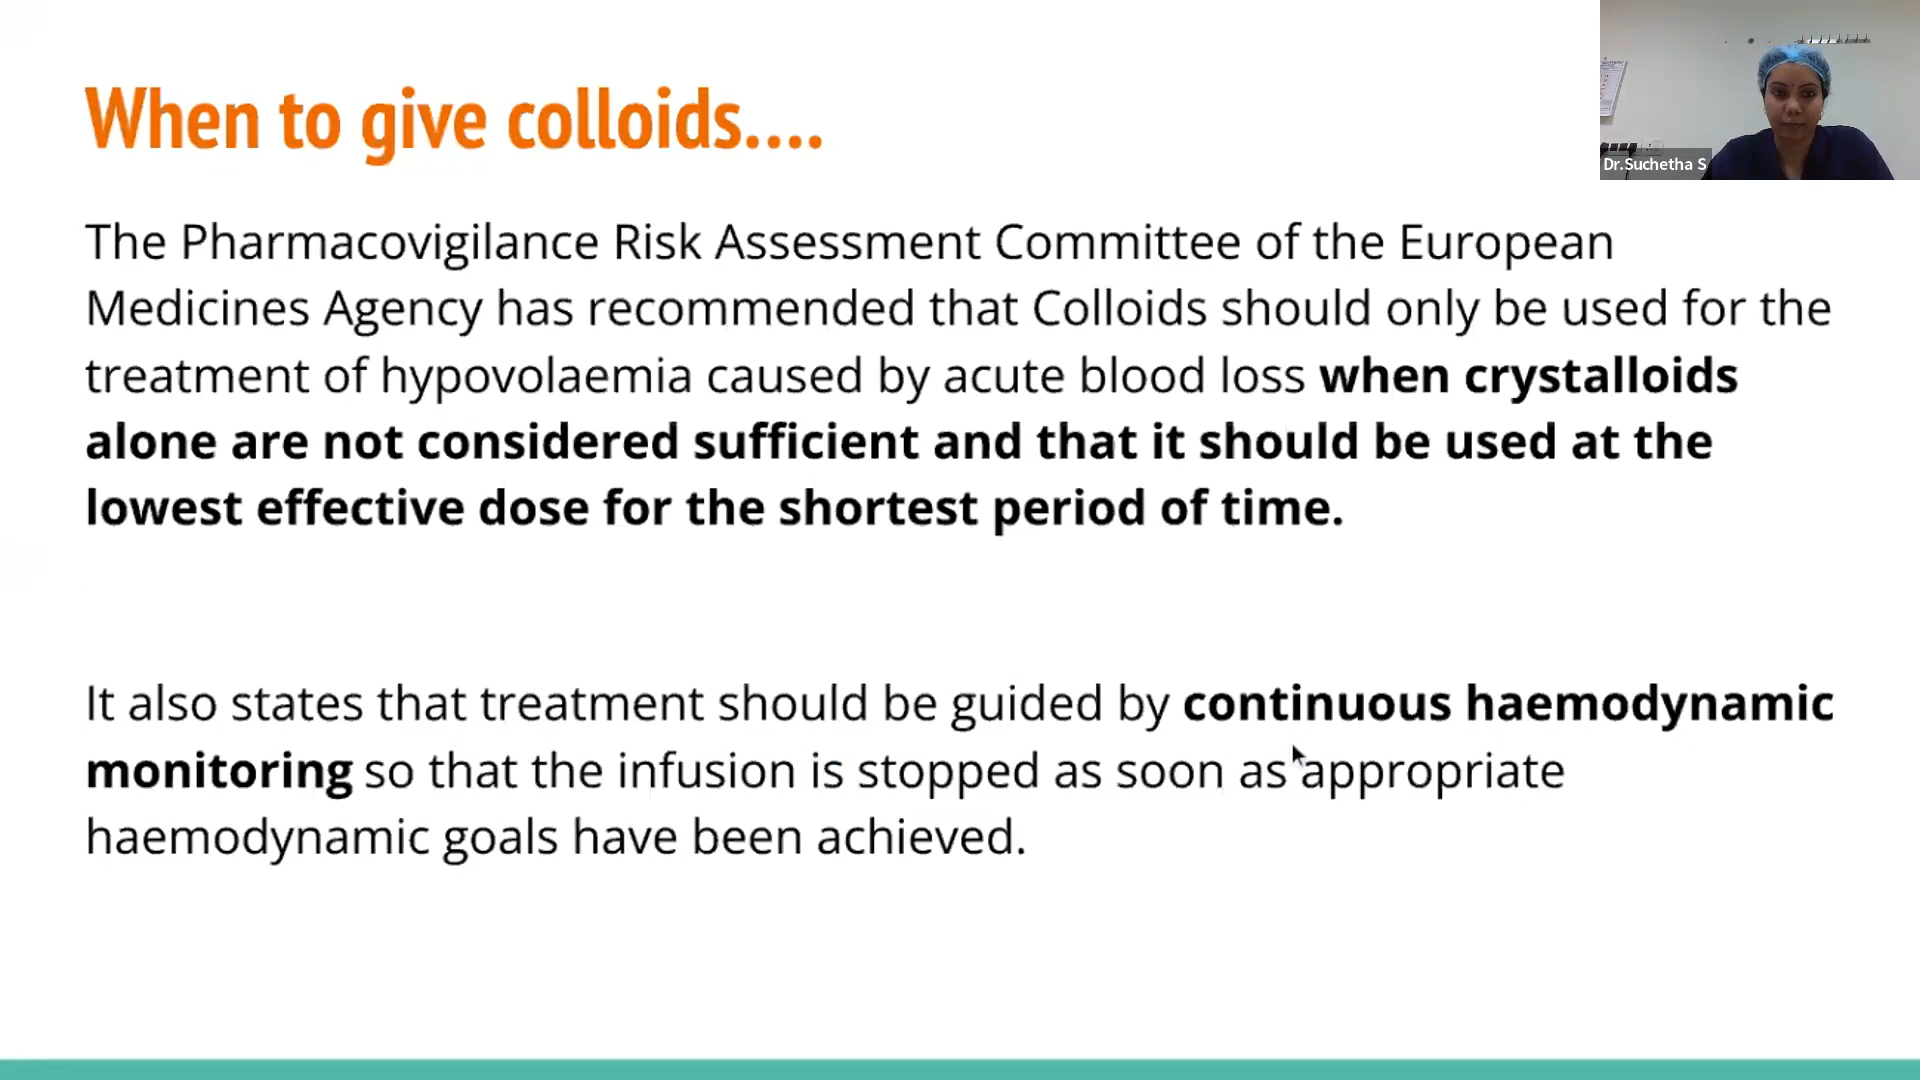 When to give colloids....
Dr.Suchetha S
The Pharmacovigilance Risk Assessment Committee of the European
Medicines Agency has recommended that Colloids should only be used for the
treatment of hypovolaemia caused by acute blood loss when crystalloids
alone are not considered sufficient and that it should be used at the
lowest effective dose for the shortest period of time.
It also states that treatment should be guided by continuous haemodynamic
monitoring so that the infusion is stopped as soon as appropriate
haemodynamic goals have been achieved.